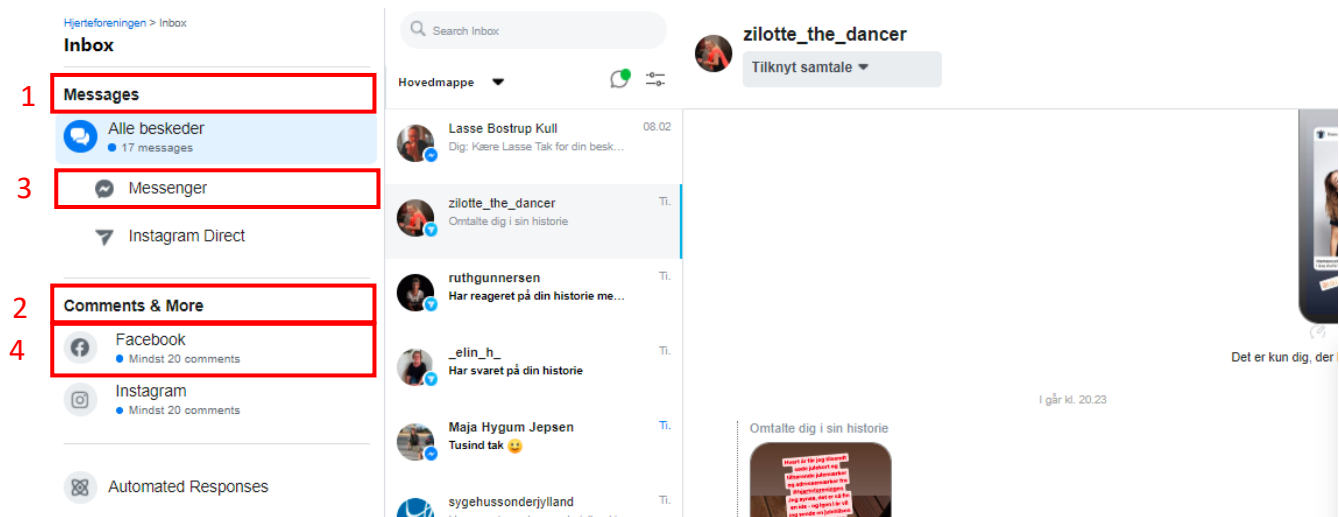 Hjerteforeningen > Inbox
Inbox
1
Messages
Alle beskeder
17 messages
3
Messenger
Instagram Direct
2
Comments & More
4
Facebook
Mindst 20 comments
Instagram
Mindst 20 comments
Automated Responses
Search Inbox
Hovedmappe
Lasse Bostrup Kull
08.02
Dig: Kære Lasse Tak for din besk...
zilotte_the_dancer
Ti.
Omtalte dig i sin historie
ruthgunnersen
Ti.
Har reageret på din historie me...
_elin_h_
Ti.
Har svaret på din historie
Maja Hygum Jepsen
Ti.
Tusind tak 🙂
sygehussonderjylland
Ti.
zilotte_the_dancer
Tilknyt samtale
Det er kun dig, der
I går kl. 20.23
Omtalte dig i sin historie